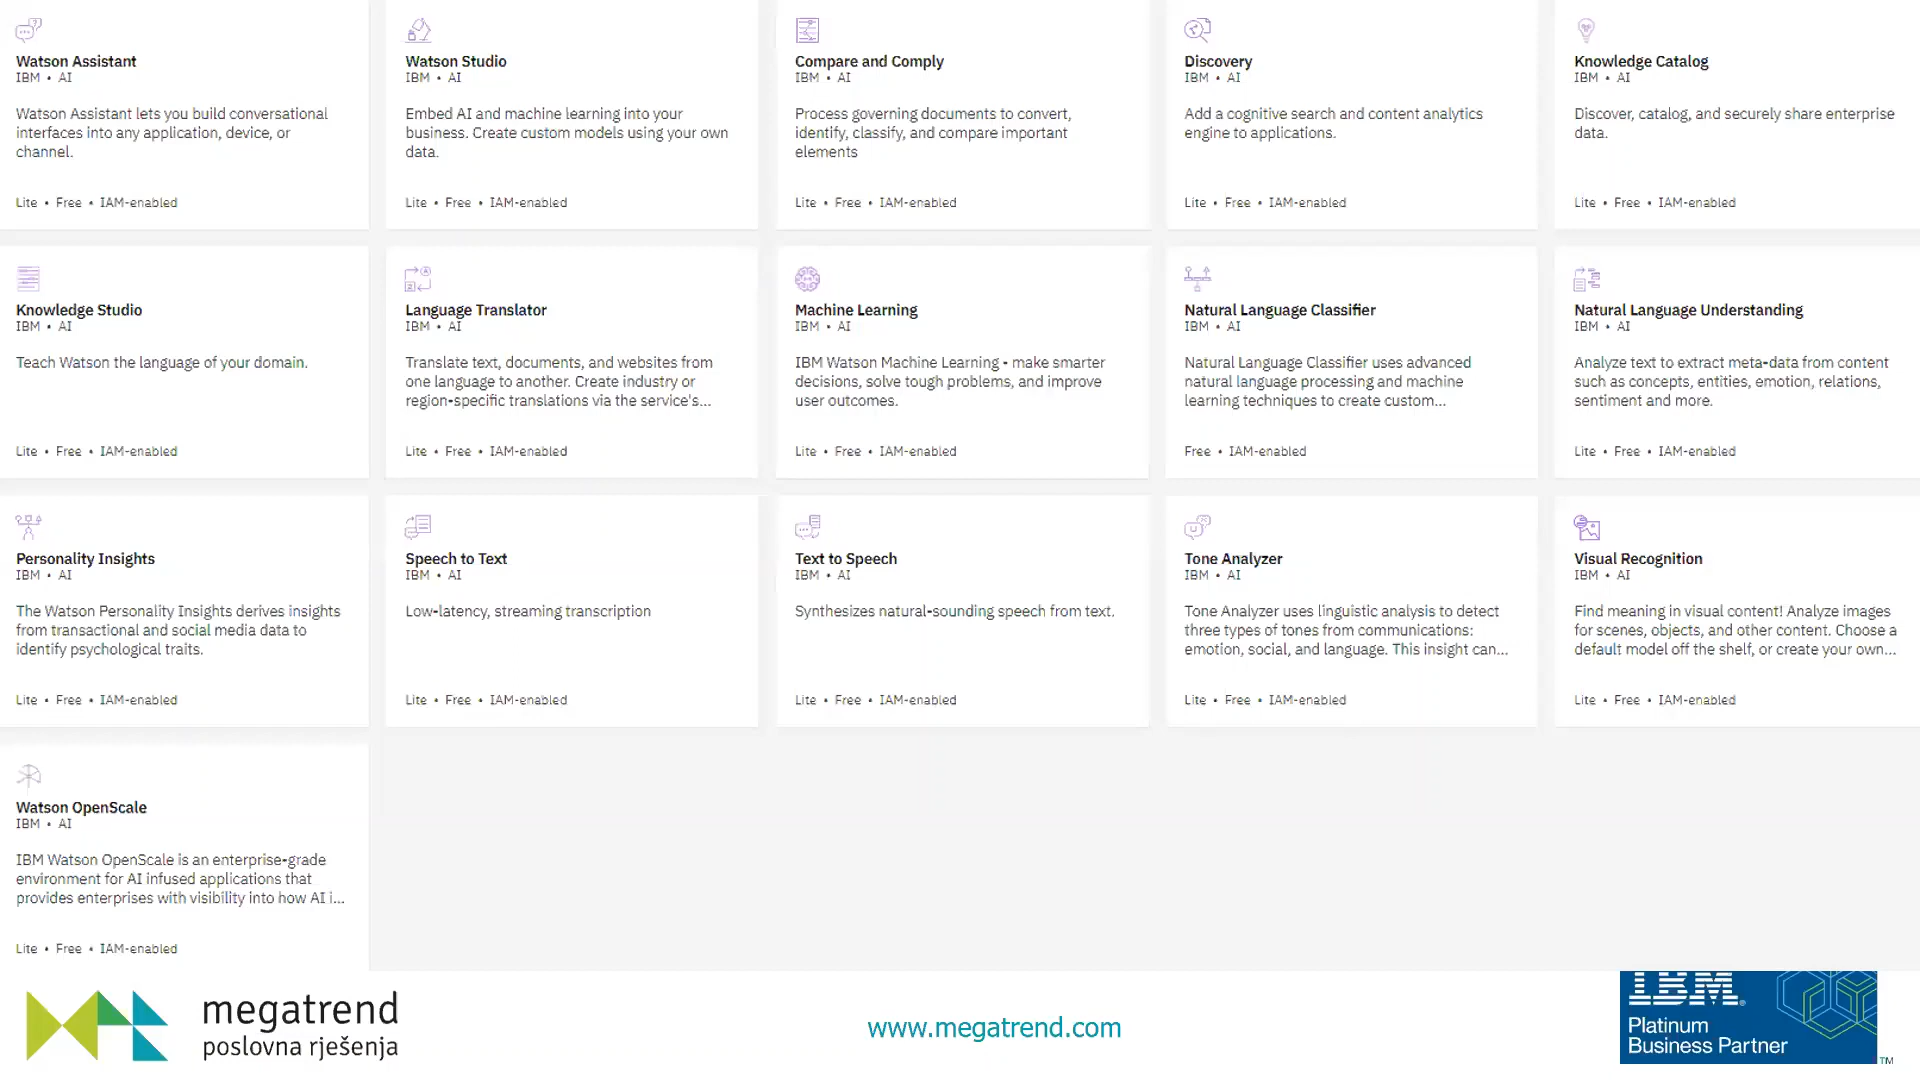 Watson Assistant
IBM • AI
Watson Assistant lets you build conversational
interfaces into any application, device, or
channel.
Lite • Free • IAM-enabled
Watson Studio
IBM • AI
Embed AI and machine learning into your
business. Create custom models using your own
data.
Lite • Free • IAM-enabled
Compare and Comply
IBM • AI
Process governing documents to convert,
identify, classify, and compare important
elements
Lite • Free • IAM-enabled
Discovery
IBM • AI
Add a cognitive search and content analytics
engine to applications.
Lite • Free • IAM-enabled
Knowledge Catalog
IBM • AI
Discover, catalog, and securely share enterprise
data.
Lite • Free • IAM-enabled
Knowledge Studio
IBM • AI
Teach Watson the language of your domain.
Lite • Free • IAM-enabled
Language Translator
IBM • AI
Translate text, documents, and websites from
one language to another. Create industry or
region-specific translations via the service's...
Lite • Free • IAM-enabled
Machine Learning
IBM • AI
IBM Watson Machine Learning - make smarter
decisions, solve tough problems, and improve
user outcomes.
Lite • Free • IAM-enabled
Natural Language Classifier
IBM • AI
Natural Language Classifier uses advanced
natural language processing and machine
learning techniques to create custom...
Free • IAM-enabled
Natural Language Understanding
IBM • AI
Analyze text to extract meta-data from content
such as concepts, entities, emotion, relations,
sentiment and more.
Lite • Free • IAM-enabled
Personality Insights
IBM • AI
The Watson Personality Insights derives insights
from transactional and social media data to
identify psychological traits.
Lite • Free • IAM-enabled
Speech to Text
IBM • AI
Low-latency, streaming transcription
Lite • Free • IAM-enabled
Text to Speech
IBM • AI
Synthesizes natural-sounding speech from text.
Lite • Free • IAM-enabled
Tone Analyzer
IBM • AI
Tone Analyzer uses linguistic analysis to detect
three types of tones from communications:
emotion, social, and language. This insight can...
Lite • Free • IAM-enabled
Visual Recognition
IBM • AI
Find meaning in visual content! Analyze images
for scenes, objects, and other content. Choose a
default model off the shelf, or create your own...
Lite • Free • IAM-enabled
Watson OpenScale
IBM • AI
IBM Watson OpenScale is an enterprise-grade
environment for AI infused applications that
provides enterprises with visibility into how AI i...
Lite • Free • IAM-enabled
megatrend
poslovna rješenja
www.megatrend.com
IBM®
Platinum
Business Partner
™